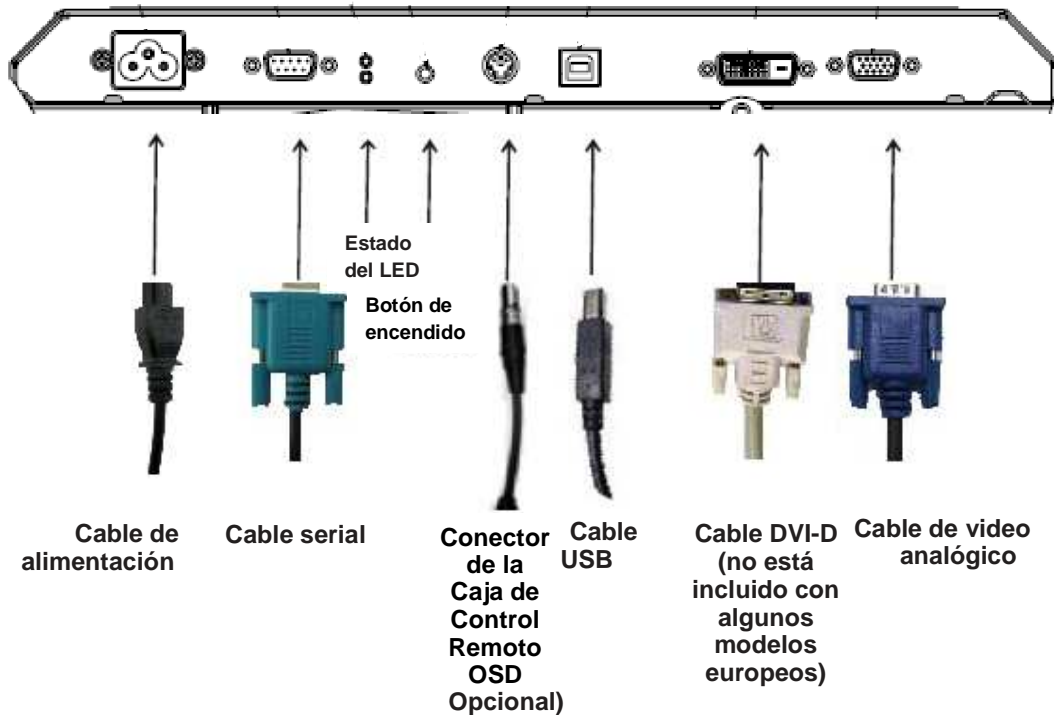 Estado
del LED
Botón de
encendido
Cable de
alimentación
Cable serial
Conector
de la
Caja de
Control
Remoto
OSD
Opcional)
Cable
USB
Cable DVI-D
(no está
incluido con
algunos
modelos
europeos)
Cable de video
analógico